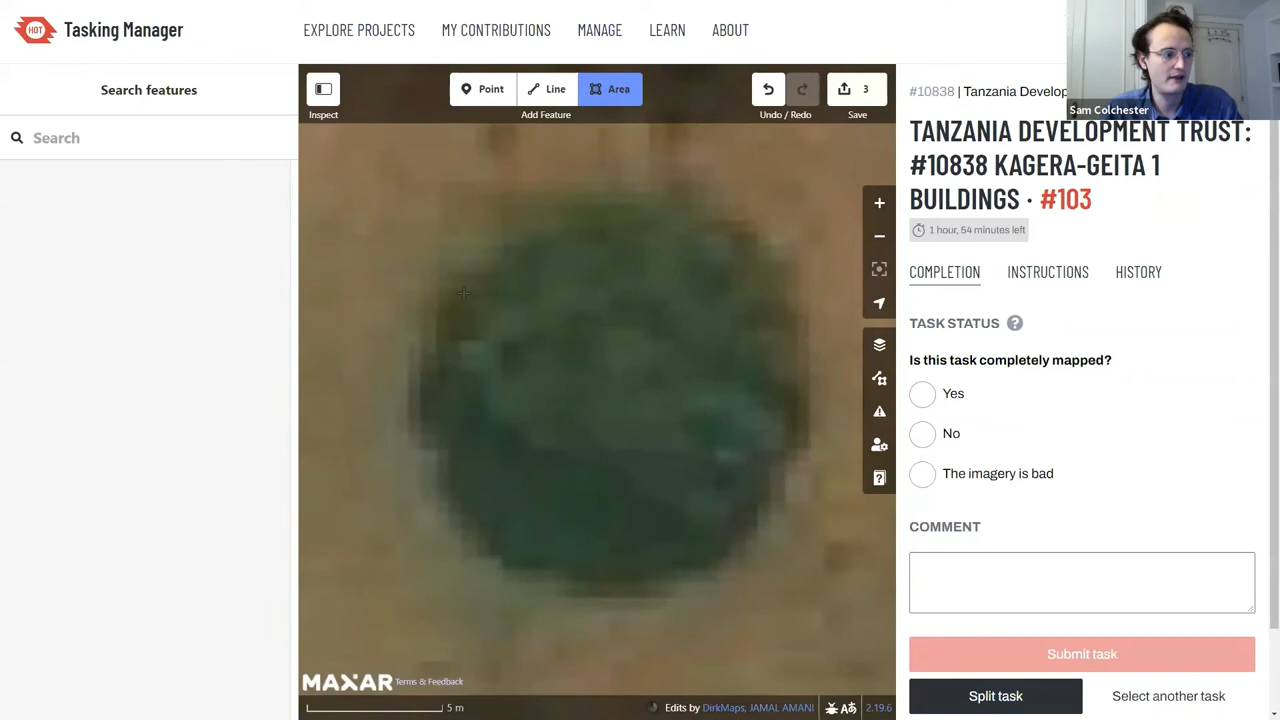 HOT Tasking Manager
EXPLORE PROJECTS MY CONTRIBUTIONS MANAGE LEARN ABOUT
Search features
Search
Inspect
Point Line Area
Add Feature
Undo / Redo
3
Save
Sam Colchester
#10838 | Tanzania Develop
TANZANIA DEVELOPMENT TRUST:
#10838 KAGERA-GEITA 1
BUILDINGS · #103
1 hour, 54 minutes left
COMPLETION INSTRUCTIONS HISTORY
TASK STATUS ?
Is this task completely mapped?
Yes
No
The imagery is bad
COMMENT
Submit task
Split task Select another task
MAXAR Terms & Feedback
5 m
Edits by DirkMaps, JAMAL AMANI 2.19.6